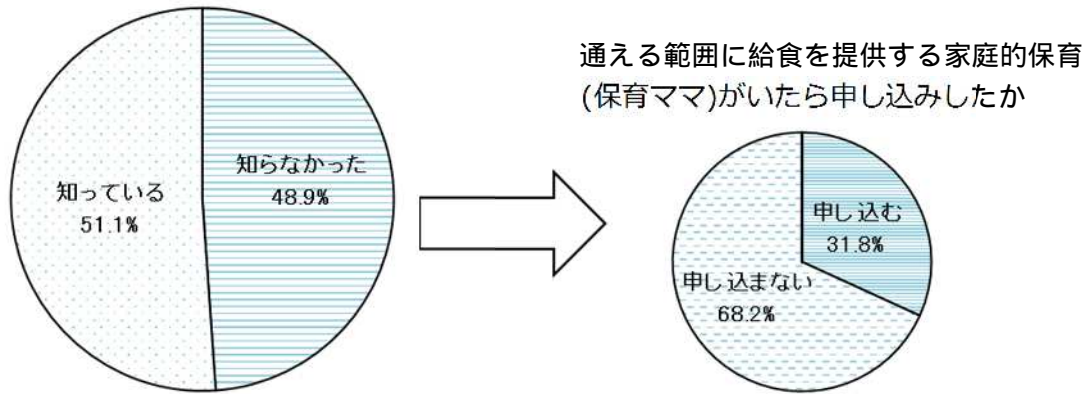 通える範囲に給食を提供する家庭的保育
(保育ママ)がいたら申し込みしたか
知らなかった
48.9%
知っている
51.1%
申し込む
31.8%
申し込まない
68.2%